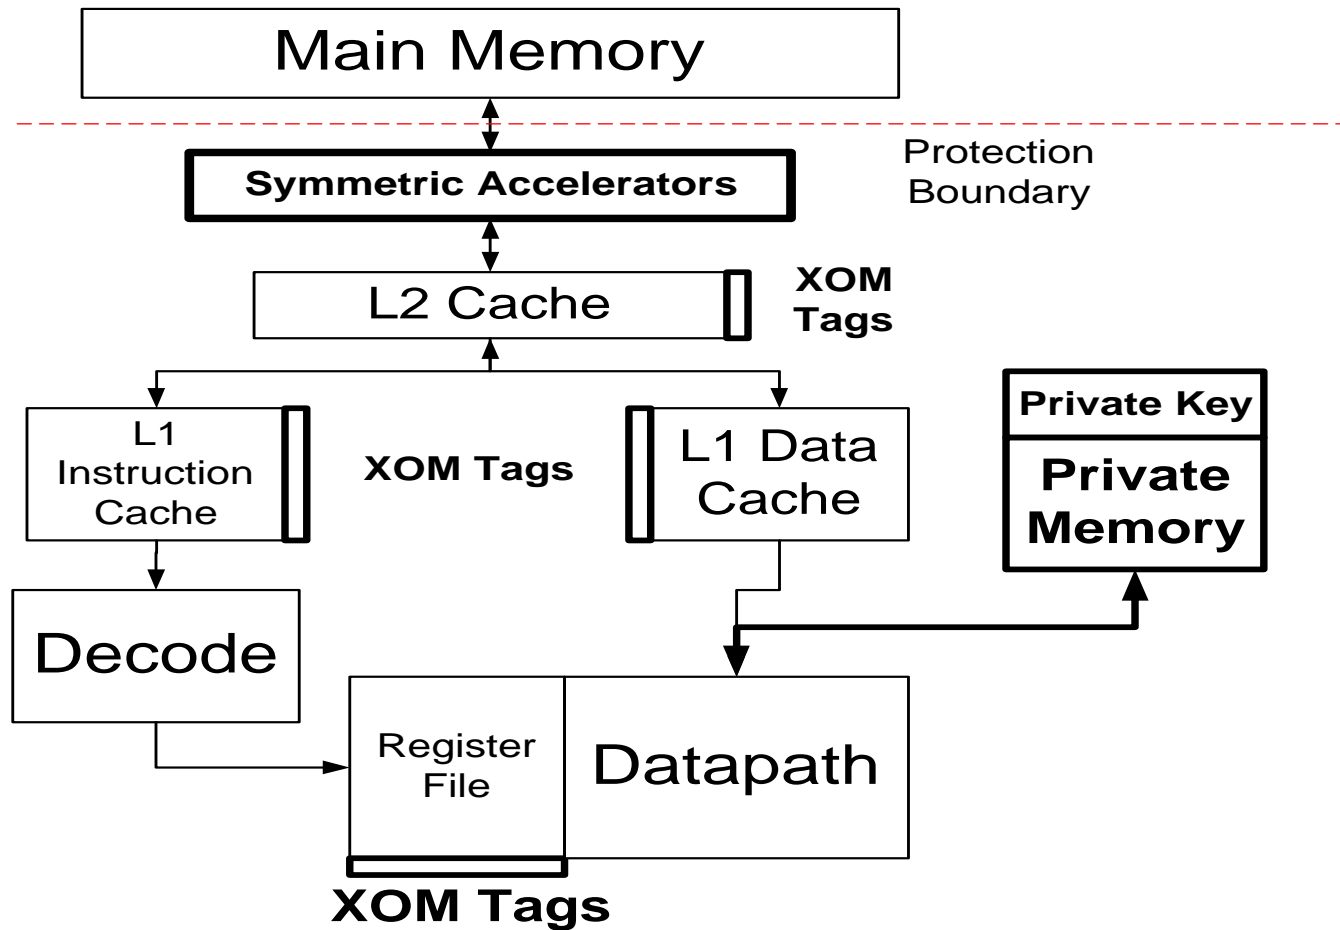 Main Memory
Protection
Boundary
Symmetric Accelerators
L2 Cache
XOM
Tags
L1
Instruction
Cache
XOM Tags
L1 Data
Cache
Private Key
Private
Memory
Decode
Register
File
Datapath
XOM Tags